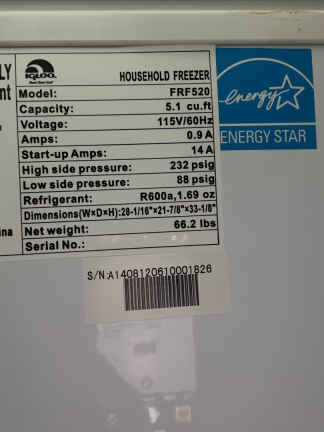 LY
nt
IGLOO
HOUSEHOLD FREEZER
Model: FRF520
Capacity: 5.1 cu.ft
Voltage: 115V/60Hz
Amps: 0.9 A
Start-up Amps: 14 A
High side pressure: 232 psig
Low side pressure: 88 psig
Refrigerant: R600a,1.69 oz
Dimensions(W×D×H):28-1/16"×21-7/8"×33-1/8"
ina Net weight: 66.2 lbs
Serial No.:
energy
ENERGY STAR
S/N:A1408120610001826